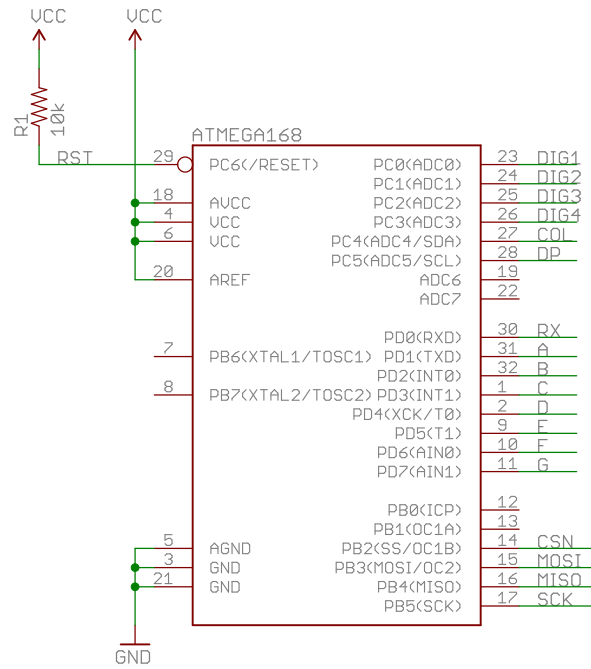 VCC VCC
R1 10k
ATMEGA168
RST 29 PC6(/RESET) PC0(ADC0) 23 DIG1
PC1(ADC1) 24 DIG2
18 AVCC PC2(ADC2) 25 DIG3
4 VCC PC3(ADC3) 26 DIG4
6 VCC PC4(ADC4/SDA) 27 COL
PC5(ADC5/SCL) 28 DP
20 AREF ADC6 19
ADC7 22
PD0(RXD) 30 RX
7 PB6(XTAL1/TOSC1) PD1(TXD) 31 A
PD2(INT0) 32 B
8 PB7(XTAL2/TOSC2) PD3(INT1) 1 C
PD4(XCK/T0) 2 D
PD5(T1) 9 E
PD6(AIN0) 10 F
PD7(AIN1) 11 G
PB0(ICP) 12
PB1(OC1A) 13
5 AGND PB2(SS/OC1B) 14 CSN
3 GND PB3(MOSI/OC2) 15 MOSI
21 GND PB4(MISO) 16 MISO
PB5(SCK) 17 SCK
GND